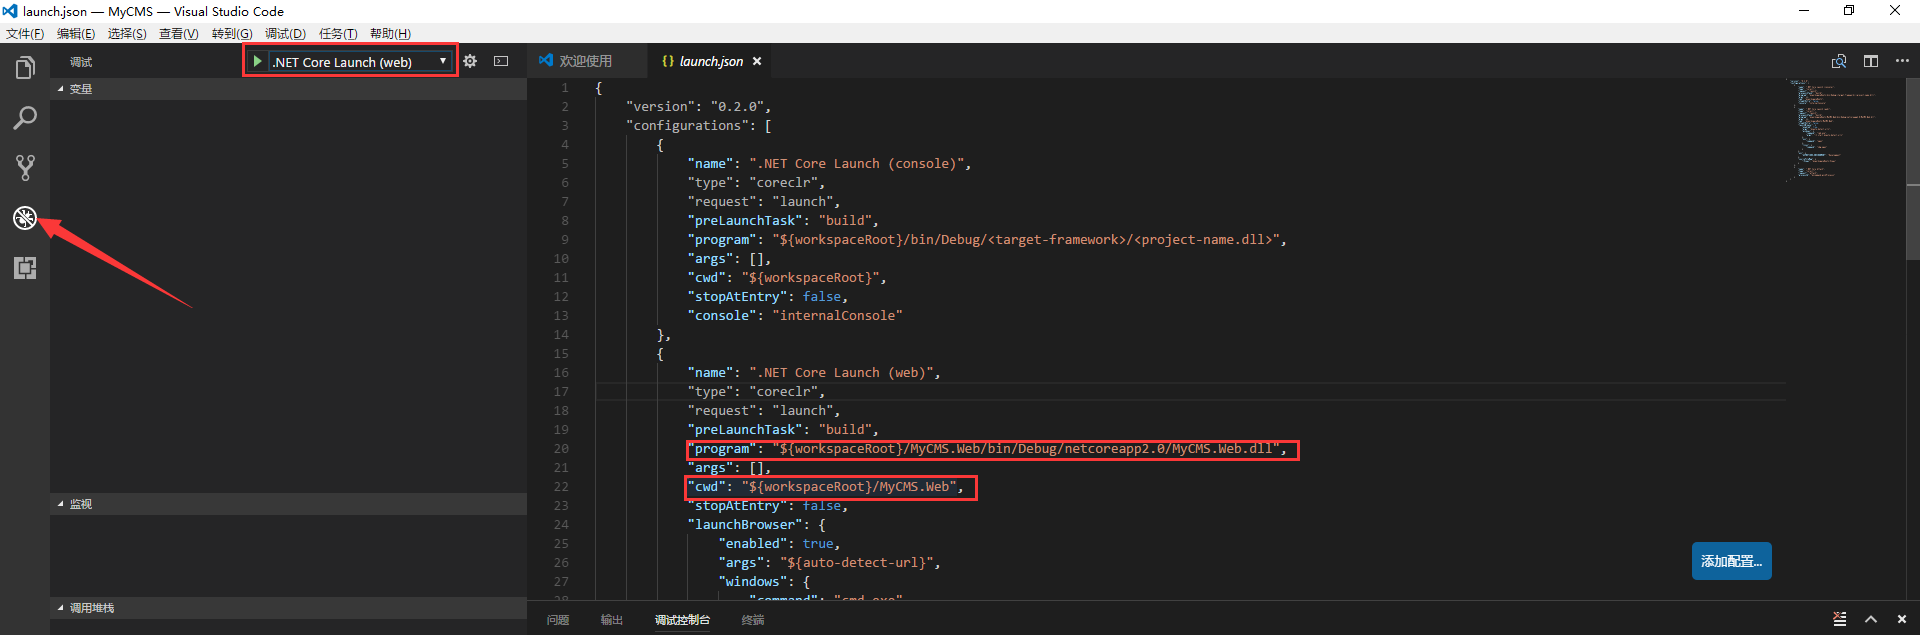 launch.json — MyCMS — Visual Studio Code
文件(F) 编辑(E) 选择(S) 查看(V) 转到(G) 调试(D) 任务(T) 帮助(H)
调试
.NET Core Launch (web)
变量
监视
调用堆栈
欢迎使用
{} launch.json
1 {
2 "version": "0.2.0",
3 "configurations": [
4 {
5 "name": ".NET Core Launch (console)",
6 "type": "coreclr",
7 "request": "launch",
8 "preLaunchTask": "build",
9 "program": "${workspaceRoot}/bin/Debug/<target-framework>/<project-name.dll>",
10 "args": [],
11 "cwd": "${workspaceRoot}",
12 "stopAtEntry": false,
13 "console": "internalConsole"
14 },
15 {
16 "name": ".NET Core Launch (web)",
17 "type": "coreclr",
18 "request": "launch",
19 "preLaunchTask": "build",
20 "program": "${workspaceRoot}/MyCMS.Web/bin/Debug/netcoreapp2.0/MyCMS.Web.dll",
21 "args": [],
22 "cwd": "${workspaceRoot}/MyCMS.Web",
23 "stopAtEntry": false,
24 "launchBrowser": {
25 "enabled": true,
26 "args": "${auto-detect-url}",
27 "windows": {
28 "command": "cmd.exe",
添加配置...
问题 输出 调试控制台 终端